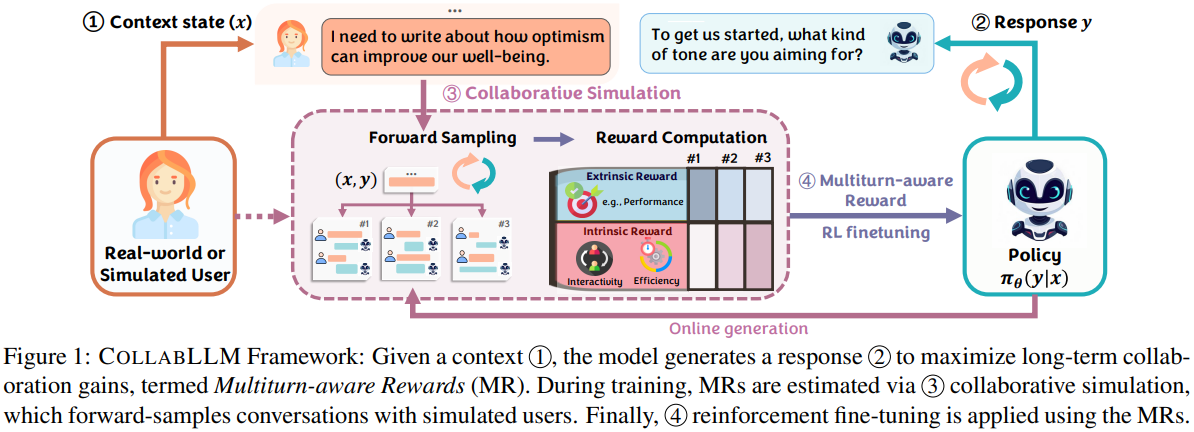 ① Context state (x)
...
I need to write about how optimism
can improve our well-being.
② Response y
To get us started, what kind
of tone are you aiming for?
③ Collaborative Simulation
Forward Sampling
Reward Computation
#1 #2 #3
(x, y)
...
#1
#2
#3
Extrinsic Reward
e.g., Performance
Intrinsic Reward
Interactivity
Efficiency
④ Multiturn-aware
Reward
RL finetuning
Real-world or
Simulated User
Policy
πθ(y|x)
Online generation
Figure 1: COLLABLLM Framework: Given a context ①, the model generates a response ② to maximize long-term collab-
oration gains, termed Multiturn-aware Rewards (MR). During training, MRs are estimated via ③ collaborative simulation,
which forward-samples conversations with simulated users. Finally, ④ reinforcement fine-tuning is applied using the MRs.